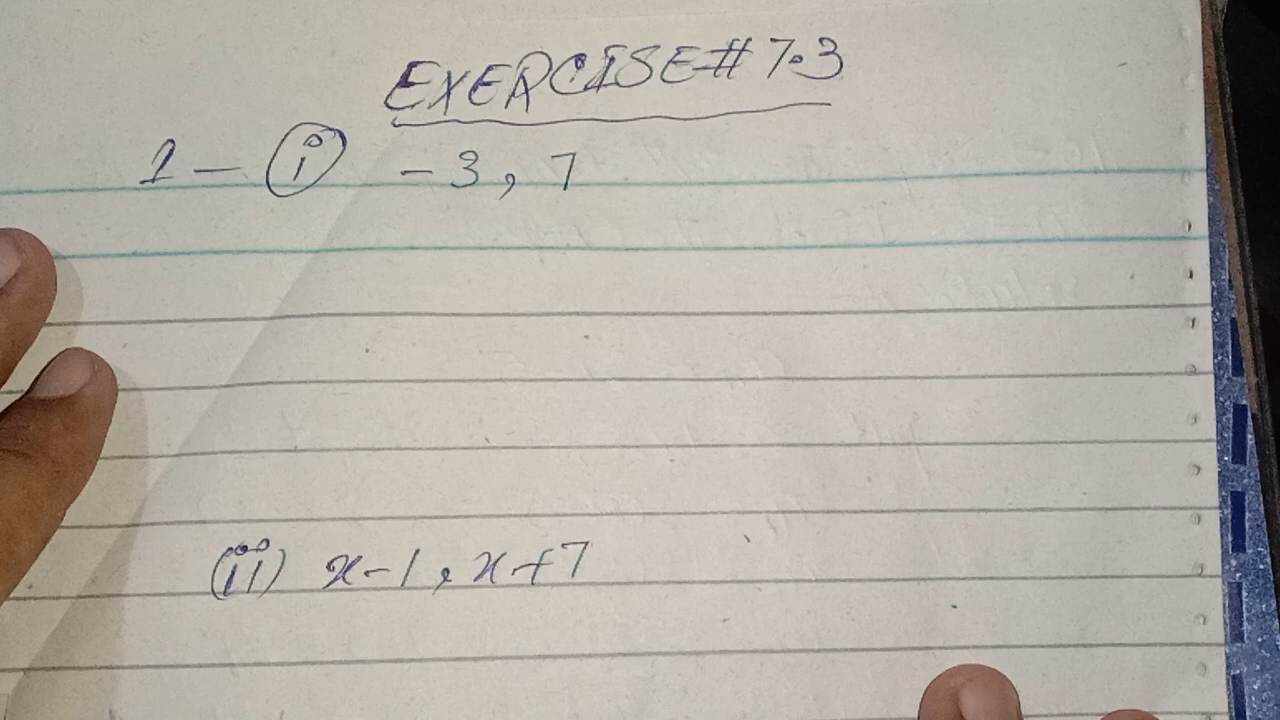 EXERCISE# 7.3
1 - (i) -3, 7
(ii) x-1, x+7